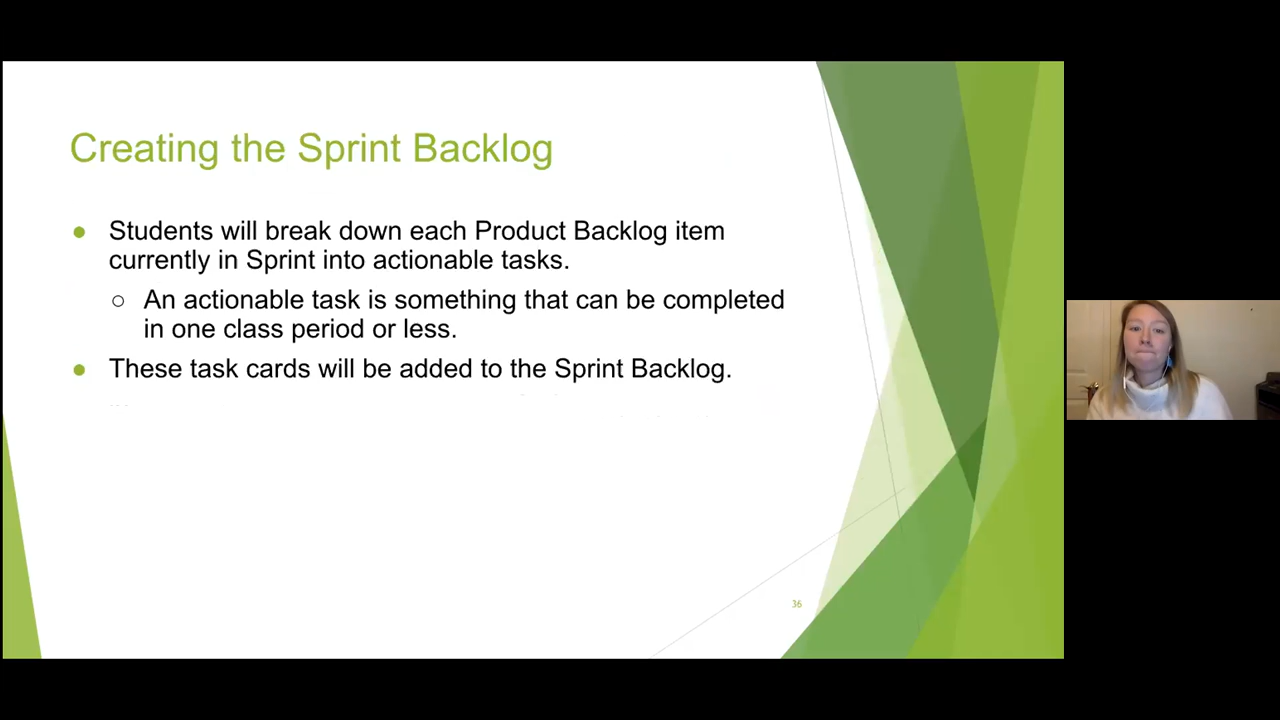 Creating the Sprint Backlog
● Students will break down each Product Backlog item
currently in Sprint into actionable tasks.
○ An actionable task is something that can be completed
in one class period or less.
● These task cards will be added to the Sprint Backlog.
36